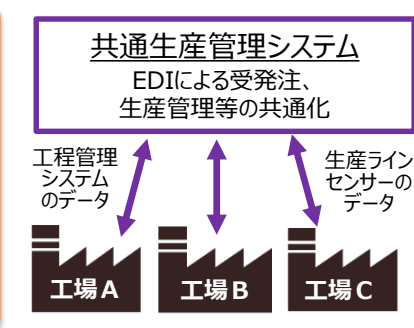 共通生産管理システム
EDIによる受発注、
生産管理等の共通化
工程管理
システム
のデータ
生産ライン
センサーの
データ
工場A
工場B
工場C